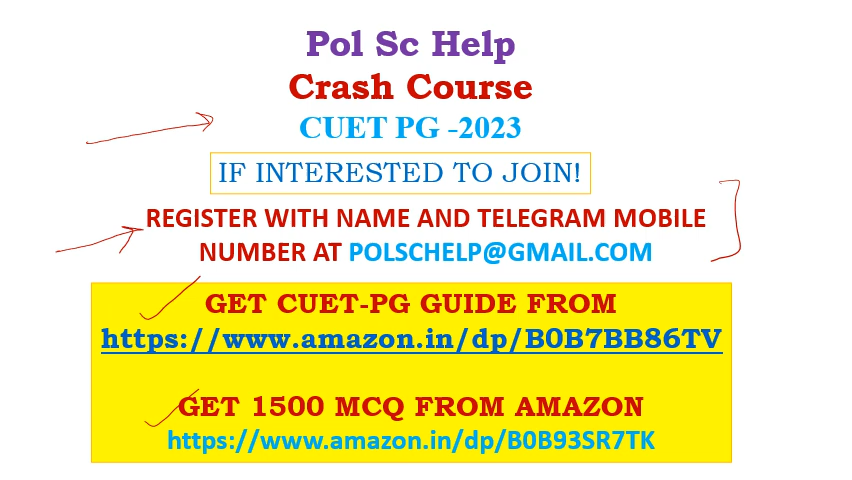 Pol Sc Help
Crash Course
CUET PG -2023
IF INTERESTED TO JOIN!
REGISTER WITH NAME AND TELEGRAM MOBILE
NUMBER AT POLSCHELP@GMAIL.COM
GET CUET-PG GUIDE FROM
https://www.amazon.in/dp/B0B7BB86TV
GET 1500 MCQ FROM AMAZON
https://www.amazon.in/dp/B0B93SR7TK